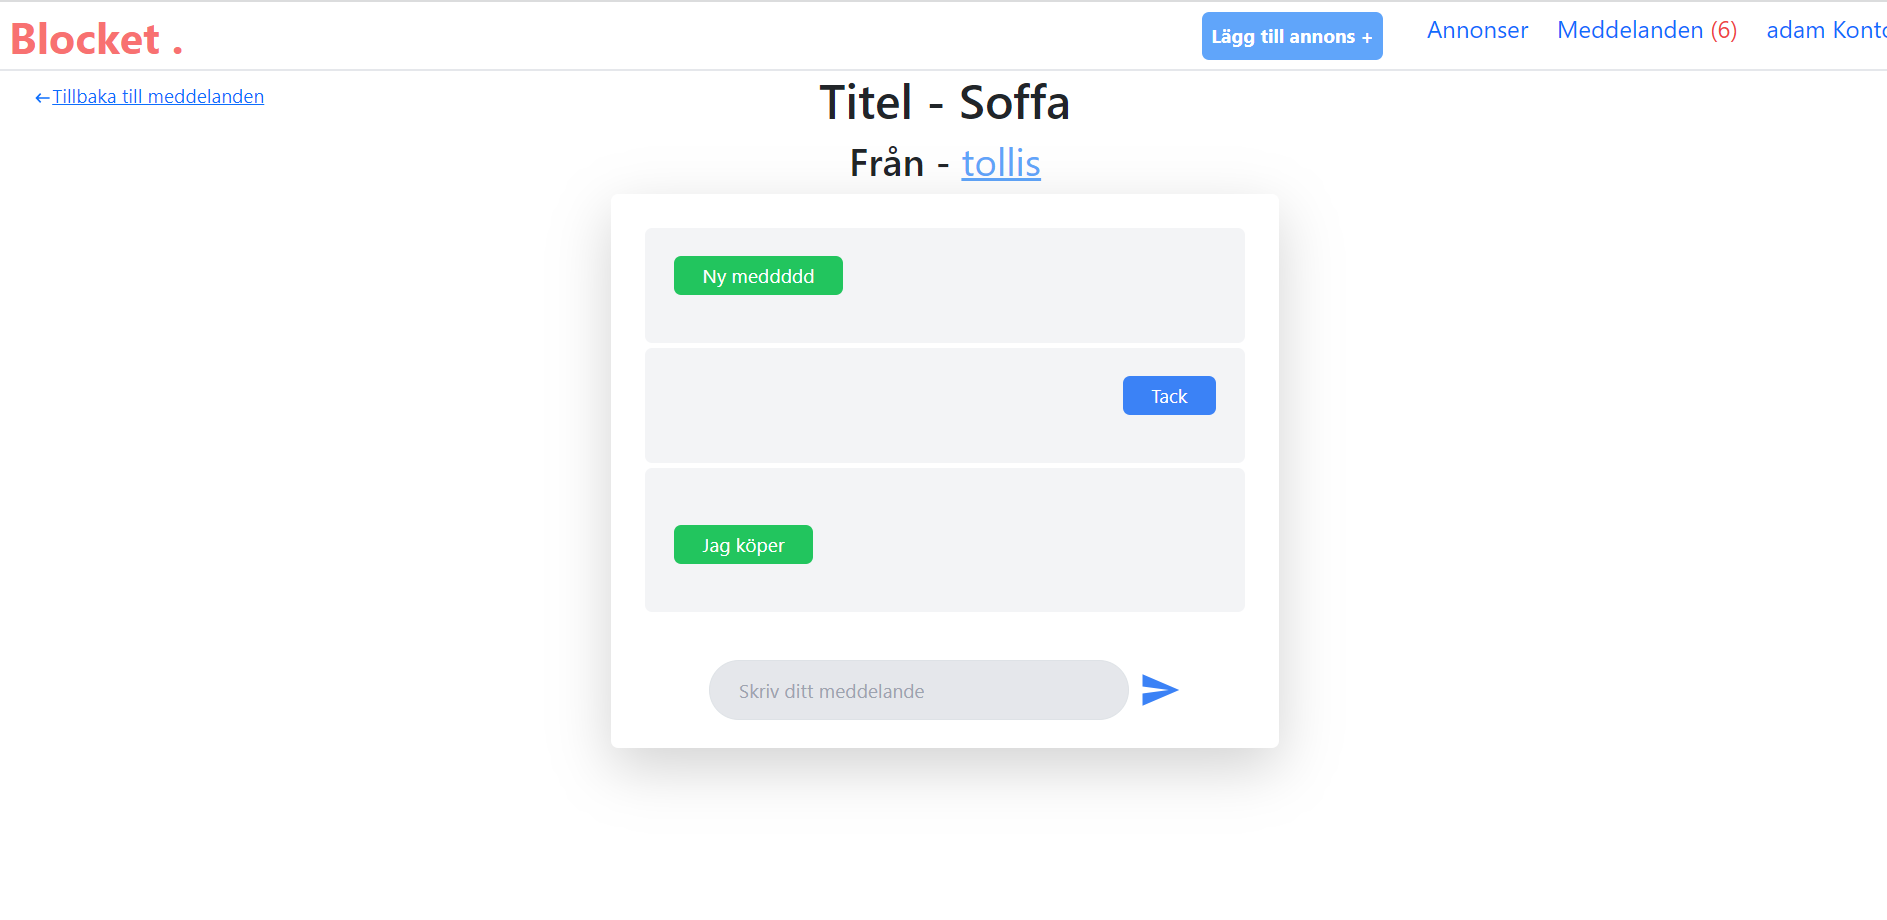 Blocket .
Lägg till annons +
Annonser
Meddelanden (6)
adam Konto
←Tillbaka till meddelanden
Titel - Soffa
Från - tollis
Ny meddddd
Tack
Jag köper
Skriv ditt meddelande